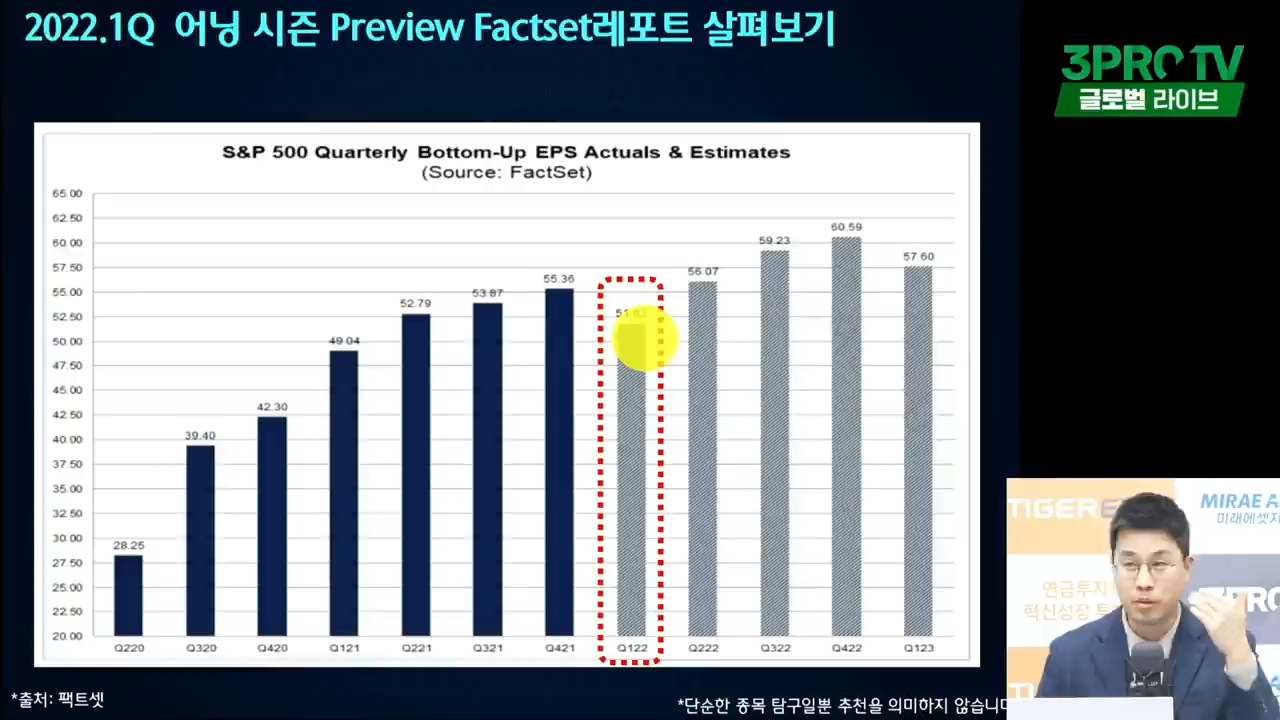 2022.1Q 어닝 시즌 Preview Factset레포트 살펴보기
3PRO TV
글로벌 라이브
S&P 500 Quarterly Bottom-Up EPS Actuals & Estimates
(Source: FactSet)
65.00
62.50
60.00
57.50
55.00
52.50
50.00
47.50
45.00
42.50
40.00
37.50
35.00
32.50
30.00
27.50
25.00
22.50
20.00
28.25
39.40
42.30
49.04
52.79
53.87
55.36
56.07
59.23
60.59
57.60
Q220 Q320 Q420 Q121 Q221 Q321 Q421 Q122 Q222 Q322 Q422 Q123
TIGER
MIRAE
미래에셋
연금투자
혁신성장
*출처: 팩트셋
*단순한 종목 탐구일뿐 추천을 의미하지